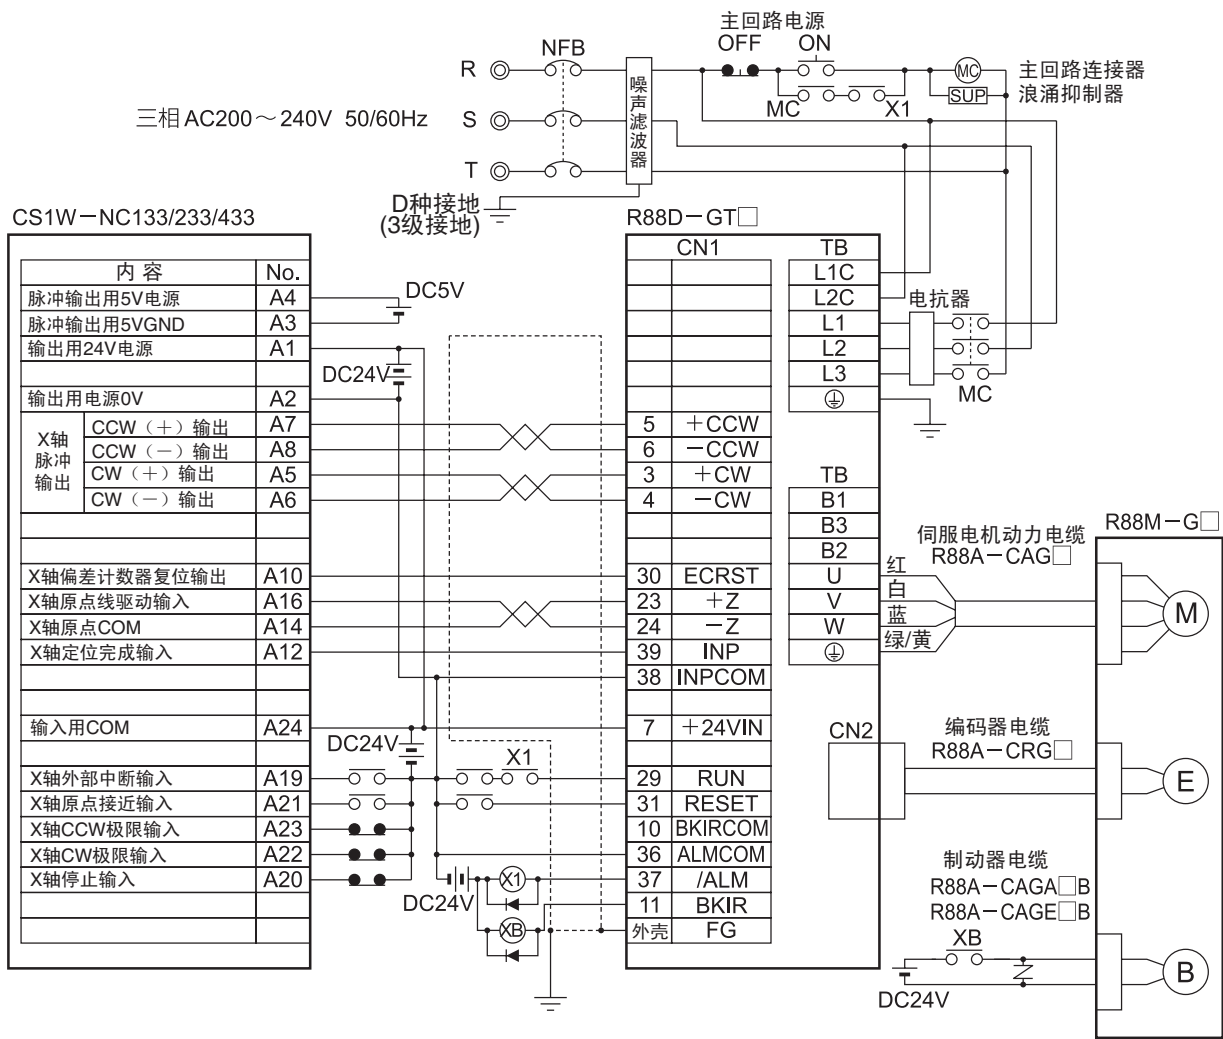 主回路电源
OFF ON
NFB
R
噪声滤波器
MC
主回路连接器
SUP
浪涌抑制器
MC X1
三相 AC200～240V 50/60Hz
S
T
D种接地
(3级接地)
CS1W－NC133/233/433
R88D－GT□
CN1 TB
内 容 No.
L1C
脉冲输出用5V电源 A4
DC5V
L2C
电抗器
脉冲输出用5VGND A3
L1
输出用24V电源 A1
L2
DC24V
L3
MC
输出用电源0V A2
X轴脉冲输出
CCW（＋）输出 A7
5 ＋CCW
CCW（－）输出 A8
6 －CCW
CW（＋）输出 A5
3 ＋CW
TB
CW（－）输出 A6
4 －CW
B1
B3
B2
R88M－G□
伺服电机动力电缆
R88A－CAG□
X轴偏差计数器复位输出 A10
30 ECRST
U
红
X轴原点线驱动输入 A16
23 ＋Z
V
白
M
X轴原点COM A14
24 －Z
W
蓝
X轴定位完成输入 A12
39 INP
绿/黄
38 INPCOM
输入用COM A24
7 ＋24VIN
CN2
编码器电缆
R88A－CRG□
DC24V
X1
E
X轴外部中断输入 A19
29 RUN
X轴原点接近输入 A21
31 RESET
X轴CCW极限输入 A23
10 BKIRCOM
X轴CW极限输入 A22
36 ALMCOM
制动器电缆
R88A－CAGA□B
R88A－CAGE□B
X轴停止输入 A20
X1
37 /ALM
DC24V
11 BKIR
XB
外壳 FG
XB
B
DC24V